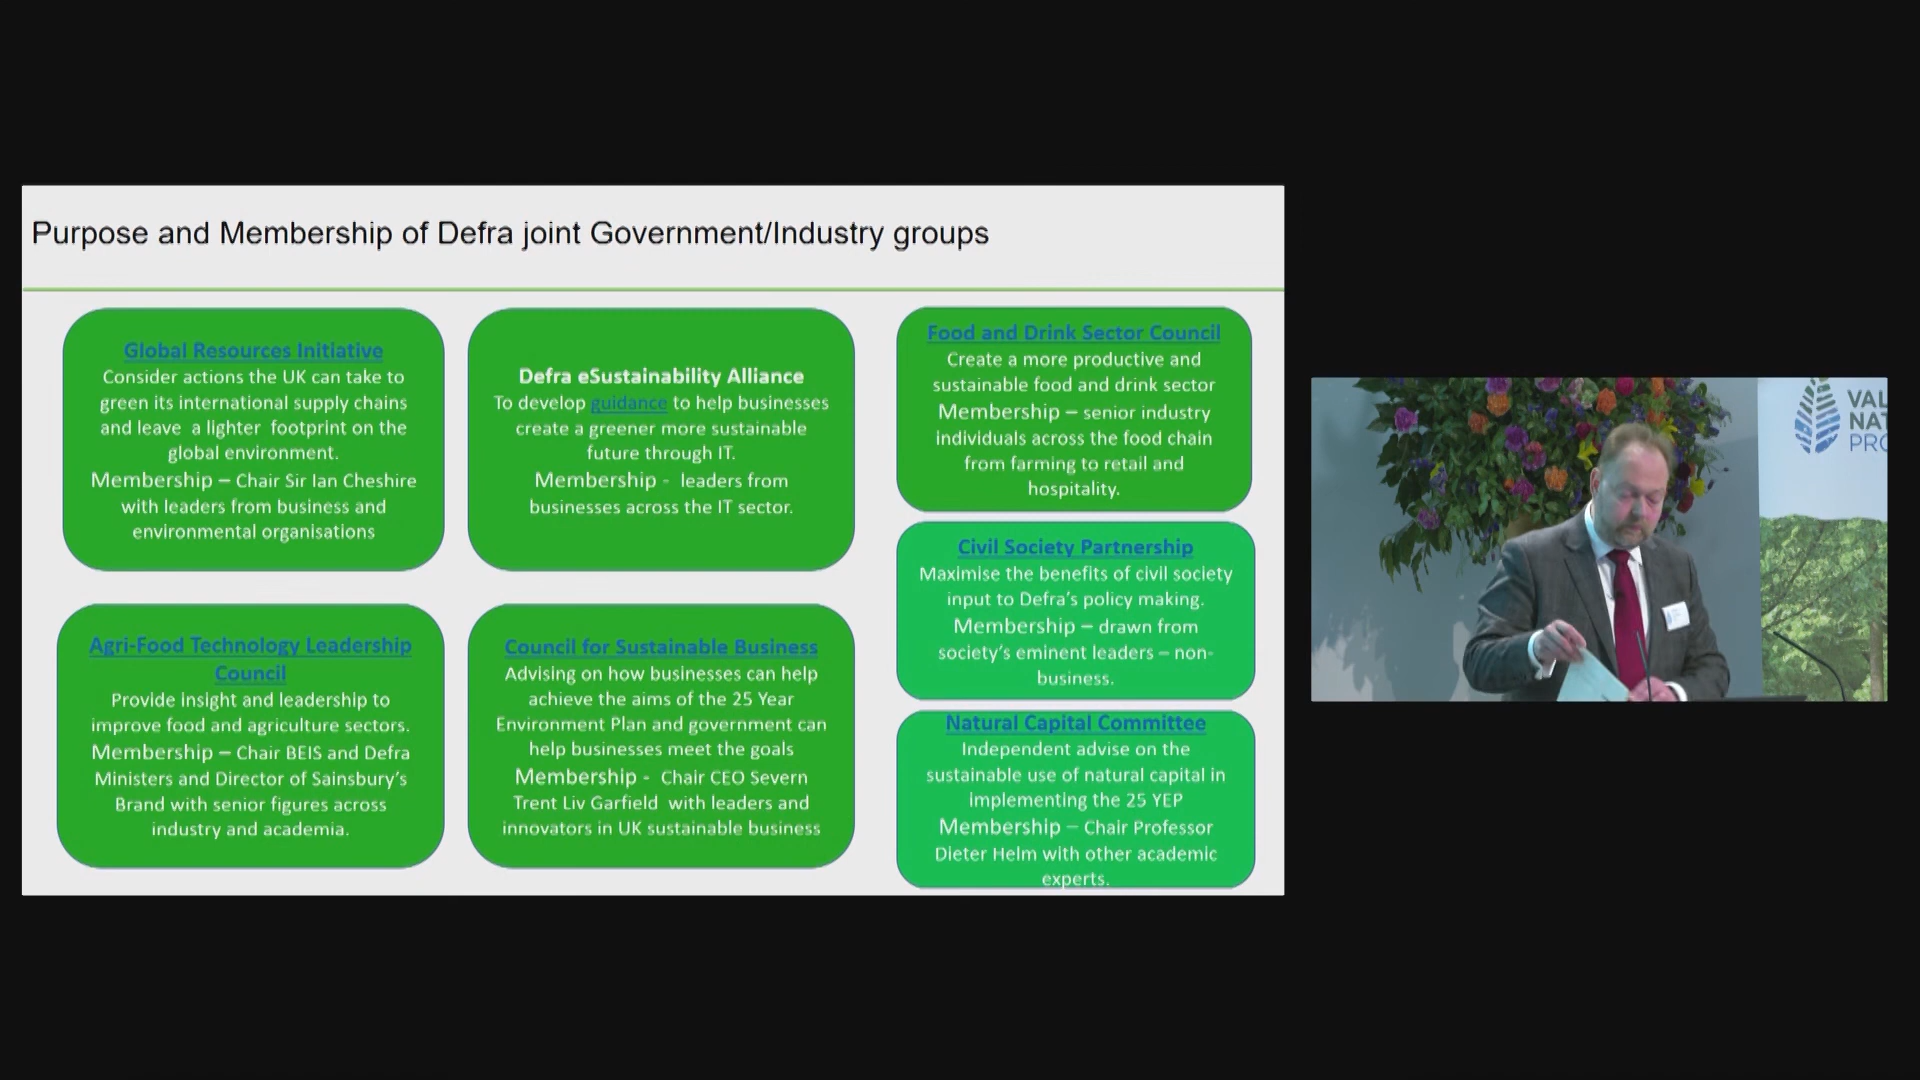 Purpose and Membership of Defra joint Government/Industry groups
Global Resources Initiative
Consider actions the UK can take to
green its international supply chains
and leave a lighter footprint on the
global environment.
Membership – Chair Sir Ian Cheshire
with leaders from business and
environmental organisations
Defra eSustainability Alliance
To develop guidance to help businesses
create a greener more sustainable
future through IT.
Membership - leaders from
businesses across the IT sector.
Food and Drink Sector Council
Create a more productive and
sustainable food and drink sector
Membership – senior industry
individuals across the food chain
from farming to retail and
hospitality.
Agri-Food Technology Leadership
Council
Provide insight and leadership to
improve food and agriculture sectors.
Membership – Chair BEIS and Defra
Ministers and Director of Sainsbury's
Brand with senior figures across
industry and academia.
Council for Sustainable Business
Advising on how businesses can help
achieve the aims of the 25 Year
Environment Plan and government can
help businesses meet the goals
Membership - Chair CEO Severn
Trent Liv Garfield with leaders and
innovators in UK sustainable business
Civil Society Partnership
Maximise the benefits of civil society
input to Defra's policy making.
Membership – drawn from
society's eminent leaders – non-
business.
Natural Capital Committee
Independent advise on the
sustainable use of natural capital in
implementing the 25 YEP
Membership – Chair Professor
Dieter Helm with other academic
experts.
VAL
NAT
PRO